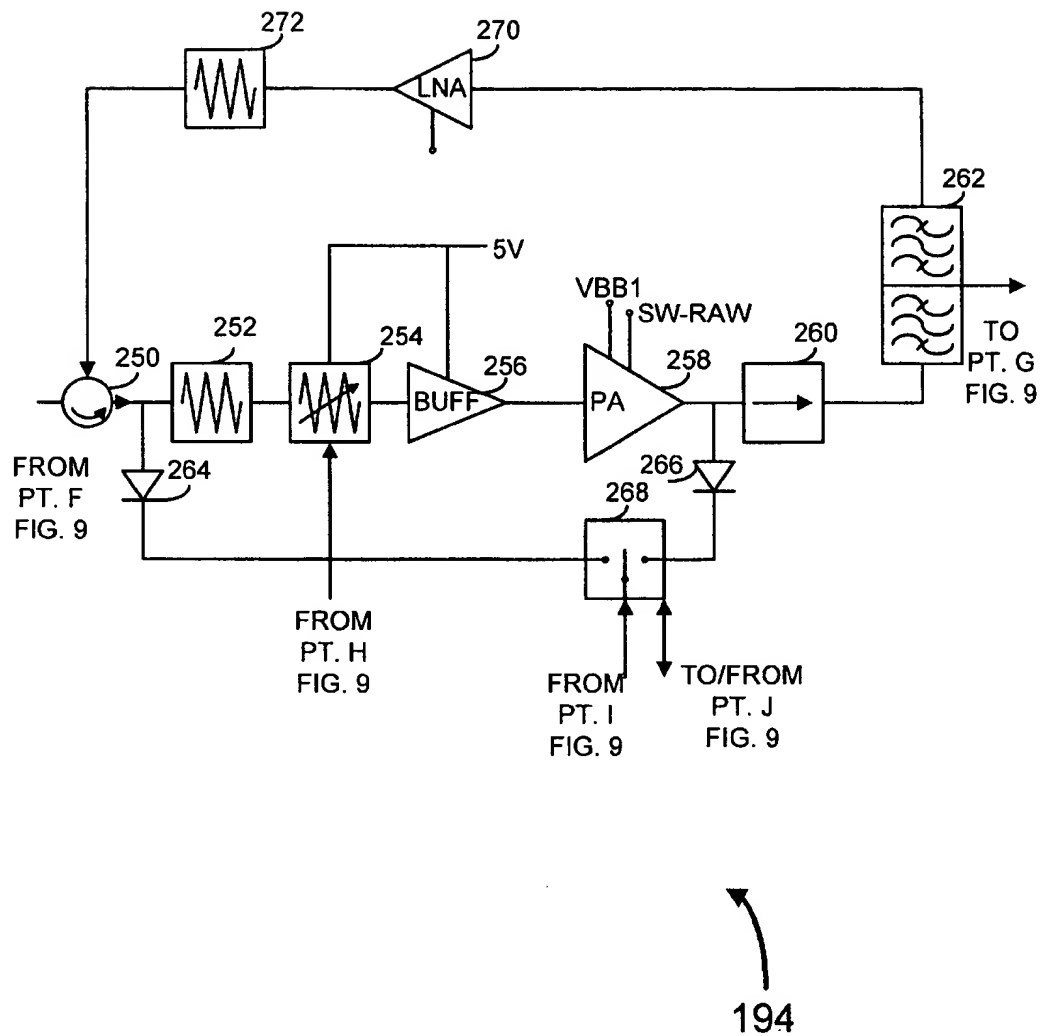 272
270
LNA
262
5V
VBB1
SW-RAW
250
252
254
256
258
260
BUFF
PA
TO
PT. G
FIG. 9
FROM
PT. F
FIG. 9
264
266
268
FROM
PT. H
FIG. 9
FROM
PT. I
FIG. 9
TO/FROM
PT. J
FIG. 9
194